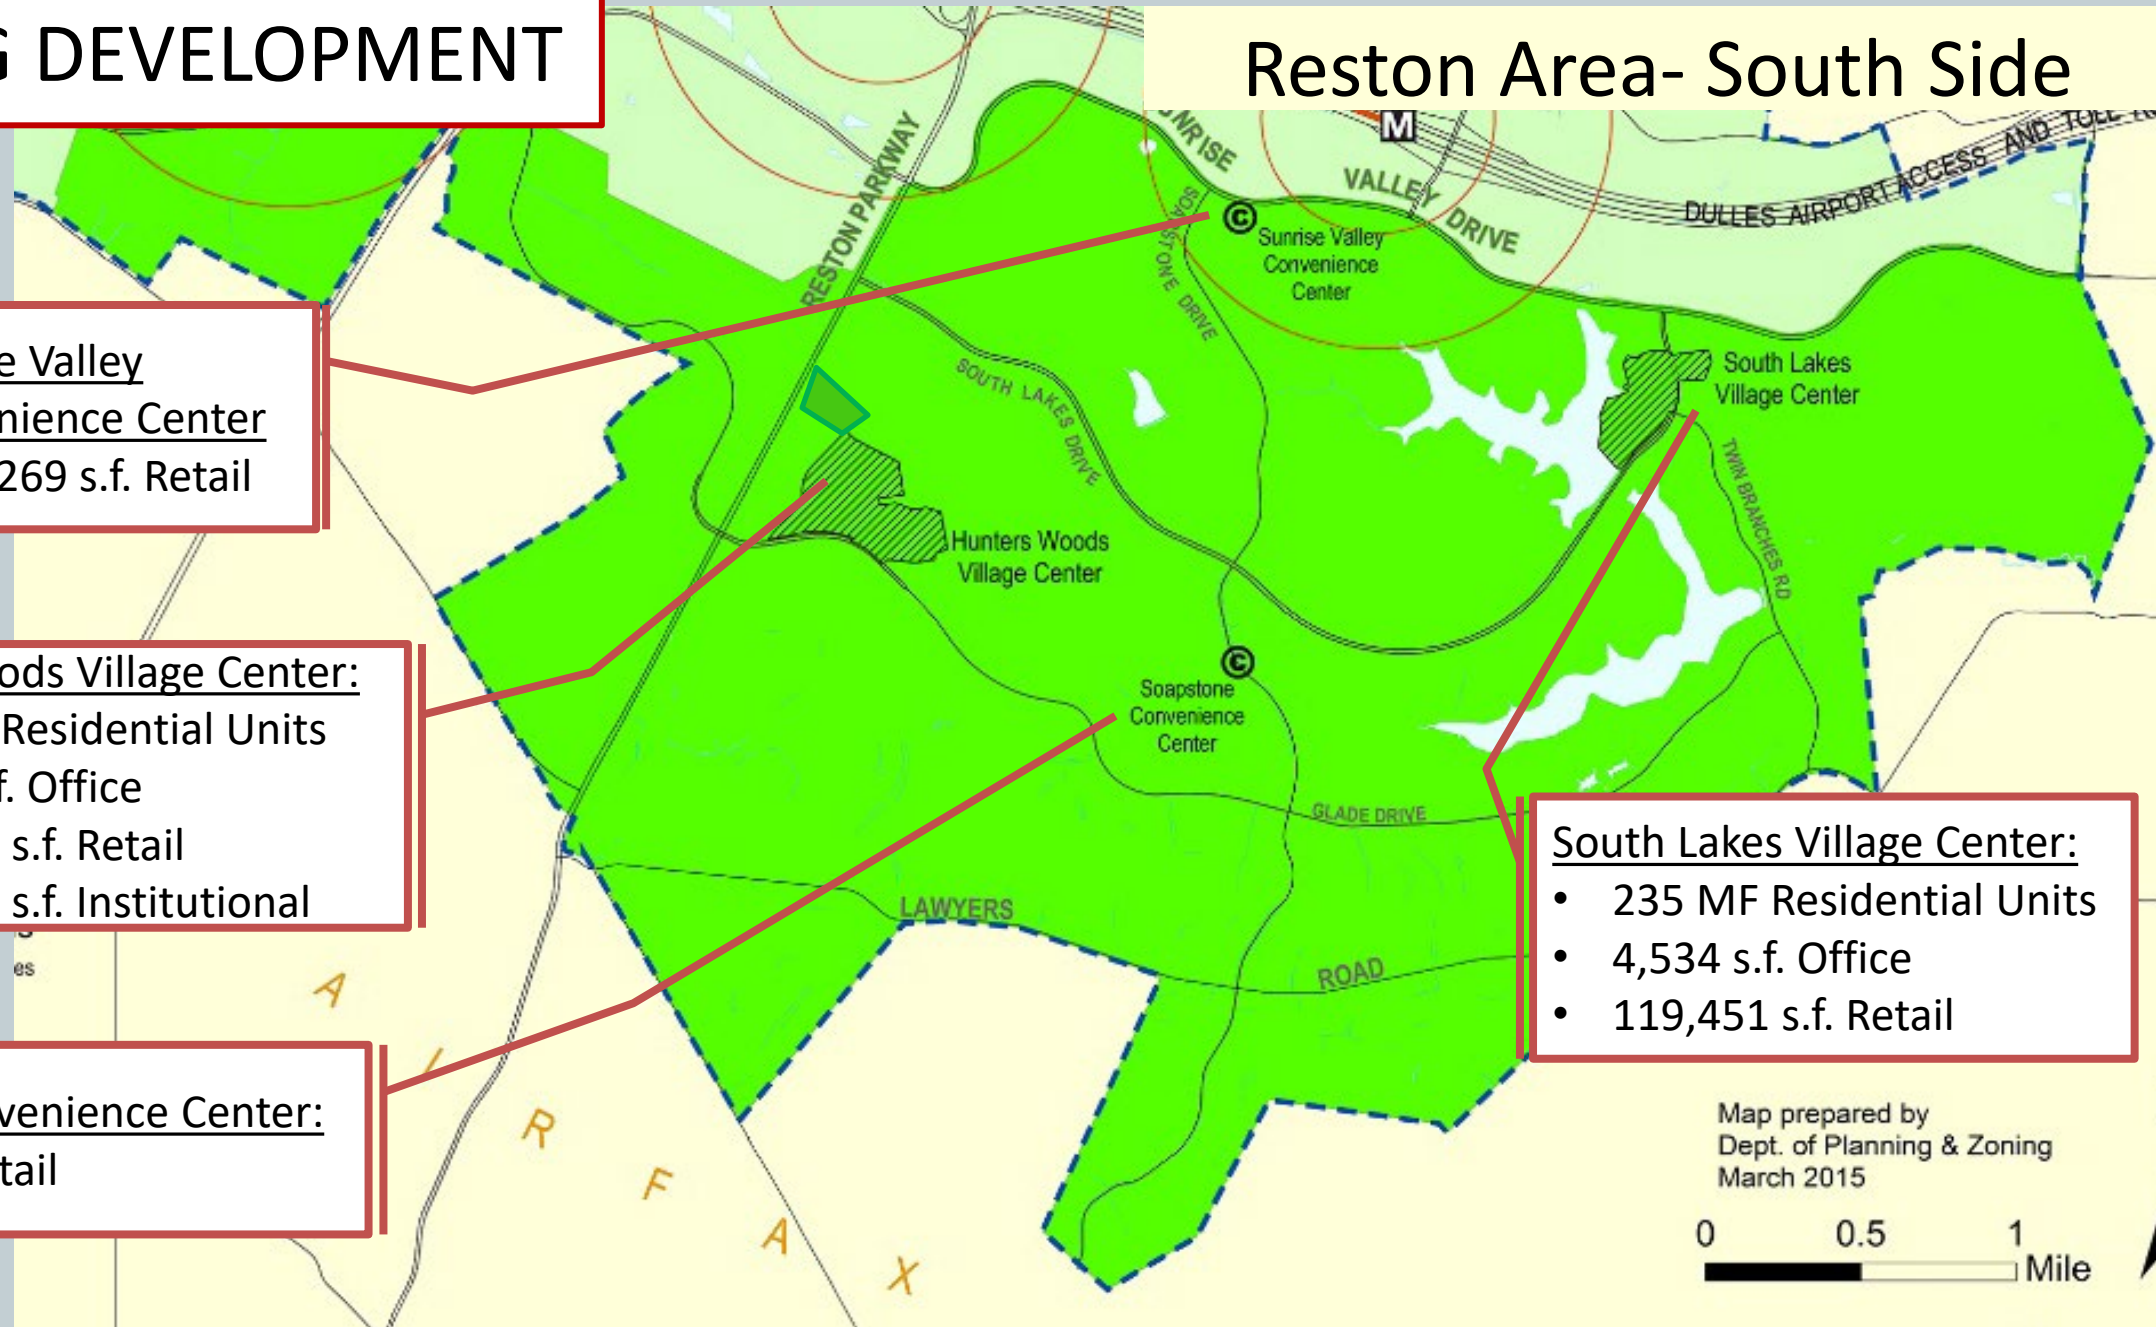 G DEVELOPMENT
Reston Area- South Side
M
DULLES AIRPORT ACCESS AND TOLL
RESTON PARKWAY
VALLEY DRIVE
C
Sunrise Valley
Convenience
Center
DRIVE
e Valley
nience Center
269 s.f. Retail
SOUTH LAKES DRIVE
South Lakes
Village Center
TWIN BRANCHES RD
Hunters Woods
Village Center
ods Village Center:
Residential Units
f. Office
s.f. Retail
s.f. Institutional
C
Soapstone
Convenience
Center
GLADE DRIVE
LAWYERS
ROAD
South Lakes Village Center:
• 235 MF Residential Units
• 4,534 s.f. Office
• 119,451 s.f. Retail
es
A I R F A X
venience Center:
tail
Map prepared by
Dept. of Planning & Zoning
March 2015
0 0.5 1
Mile